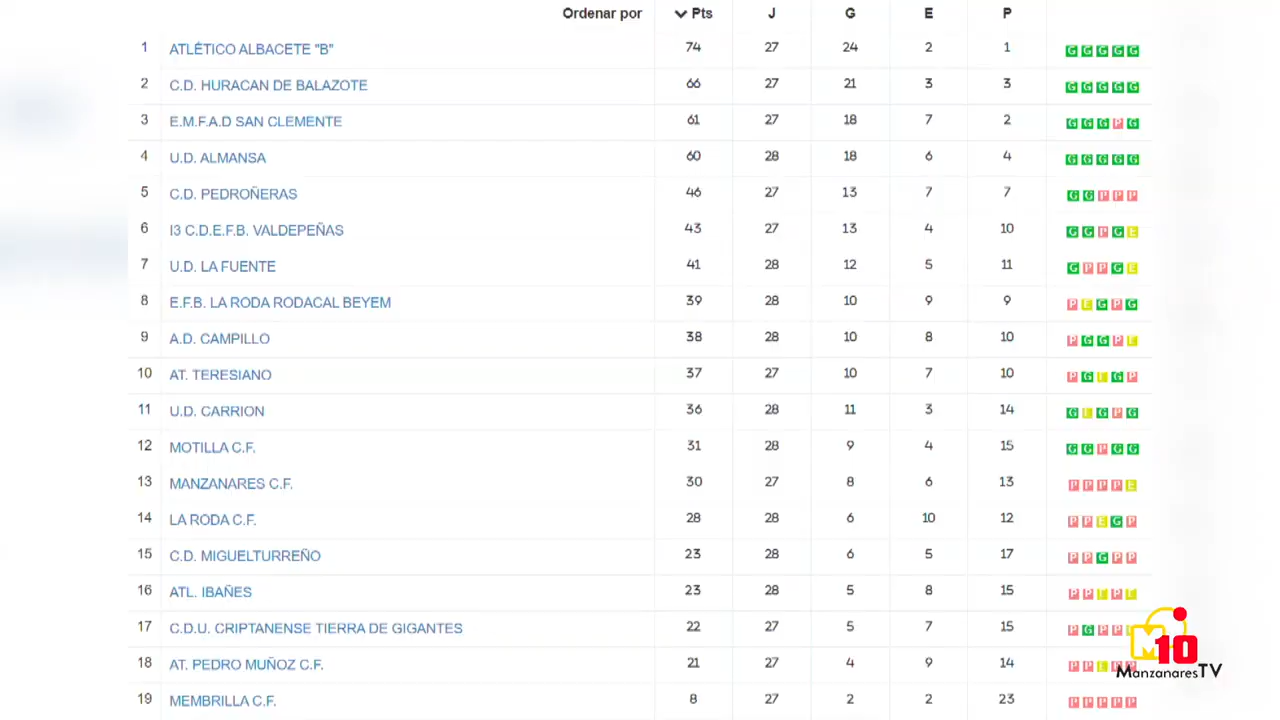 Ordenar por Pts J G E P
1 ATLÉTICO ALBACETE "B" 74 27 24 2 1 G G G G G
2 C.D. HURACAN DE BALAZOTE 66 27 21 3 3 G G G G G
3 E.M.F.A.D SAN CLEMENTE 61 27 18 7 2 G G G P G
4 U.D. ALMANSA 60 28 18 6 4 G G G G G
5 C.D. PEDROÑERAS 46 27 13 7 7 G G P P P
6 I3 C.D.E.F.B. VALDEPEÑAS 43 27 13 4 10 G G P G E
7 U.D. LA FUENTE 41 28 12 5 11 G P P G E
8 E.F.B. LA RODA RODACAL BEYEM 39 28 10 9 9 P E G P G
9 A.D. CAMPILLO 38 28 10 8 10 P G G P E
10 AT. TERESIANO 37 27 10 7 10 P G E G P
11 U.D. CARRION 36 28 11 3 14 G E G P G
12 MOTILLA C.F. 31 28 9 4 15 G G P G G
13 MANZANARES C.F. 30 27 8 6 13 P P P P E
14 LA RODA C.F. 28 28 6 10 12 P P E G P
15 C.D. MIGUELTURREÑO 23 28 6 5 17 P P G P P
16 ATL. IBAÑES 23 28 5 8 15 P P E P E
17 C.D.U. CRIPTANENSE TIERRA DE GIGANTES 22 27 5 7 15 P G P P
18 AT. PEDRO MUÑOZ C.F. 21 27 4 9 14 P P E P P
19 MEMBRILLA C.F. 8 27 2 2 23 P P P P P
M10
ManzanaresTV